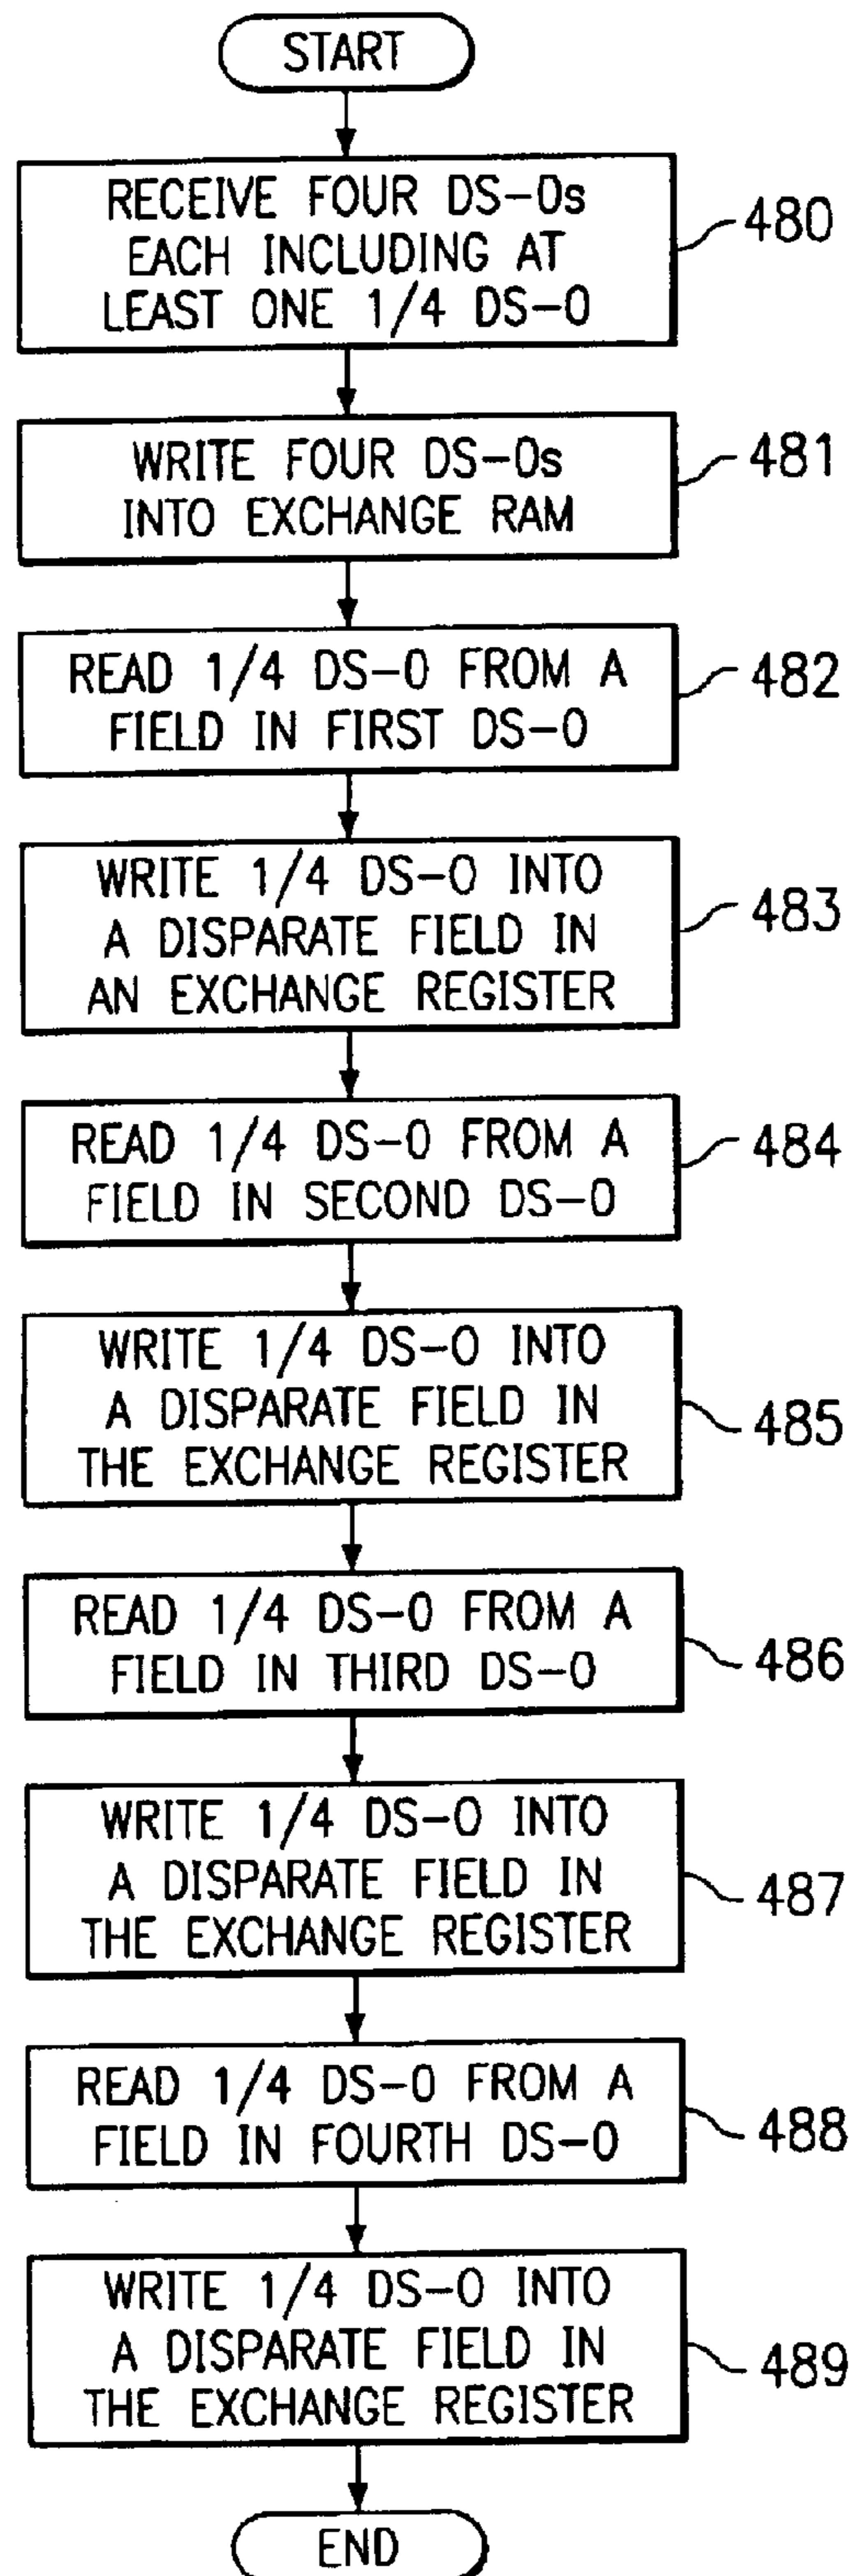 START
RECEIVE FOUR DS-0s
EACH INCLUDING AT
LEAST ONE 1/4 DS-0
480
WRITE FOUR DS-0s
INTO EXCHANGE RAM
481
READ 1/4 DS-0 FROM A
FIELD IN FIRST DS-0
482
WRITE 1/4 DS-0 INTO
A DISPARATE FIELD IN
AN EXCHANGE REGISTER
483
READ 1/4 DS-0 FROM A
FIELD IN SECOND DS-0
484
WRITE 1/4 DS-0 INTO
A DISPARATE FIELD IN
THE EXCHANGE REGISTER
485
READ 1/4 DS-0 FROM A
FIELD IN THIRD DS-0
486
WRITE 1/4 DS-0 INTO
A DISPARATE FIELD IN
THE EXCHANGE REGISTER
487
READ 1/4 DS-0 FROM A
FIELD IN FOURTH DS-0
488
WRITE 1/4 DS-0 INTO
A DISPARATE FIELD IN
THE EXCHANGE REGISTER
489
END